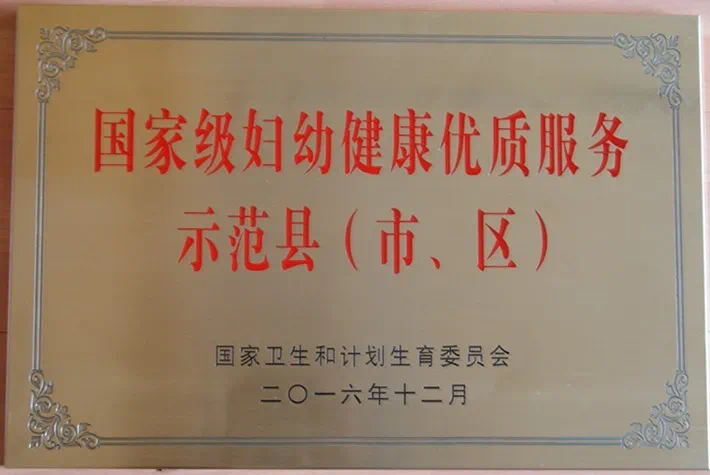 国家级妇幼健康优质服务
示范县（市、区）
国家卫生和计划生育委员会
二〇一六年十二月